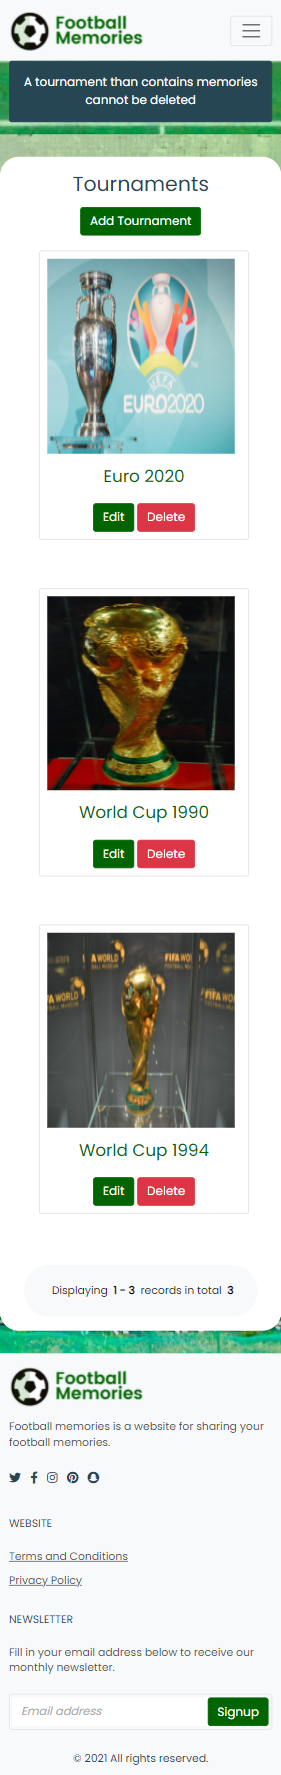 Football
Memories
A tournament than contains memories
cannot be deleted
Tournaments
Add Tournament
UEFA
EURO2020
Euro 2020
Edit Delete
World Cup 1990
Edit Delete
FIFA WORLD
FOOTBALL MUSEUM
World Cup 1994
Edit Delete
Displaying 1 - 3 records in total 3
Football
Memories
Football memories is a website for sharing your
football memories.
WEBSITE
Terms and Conditions
Privacy Policy
NEWSLETTER
Fill in your email address below to receive our
monthly newsletter.
Email address Signup
© 2021 All rights reserved.